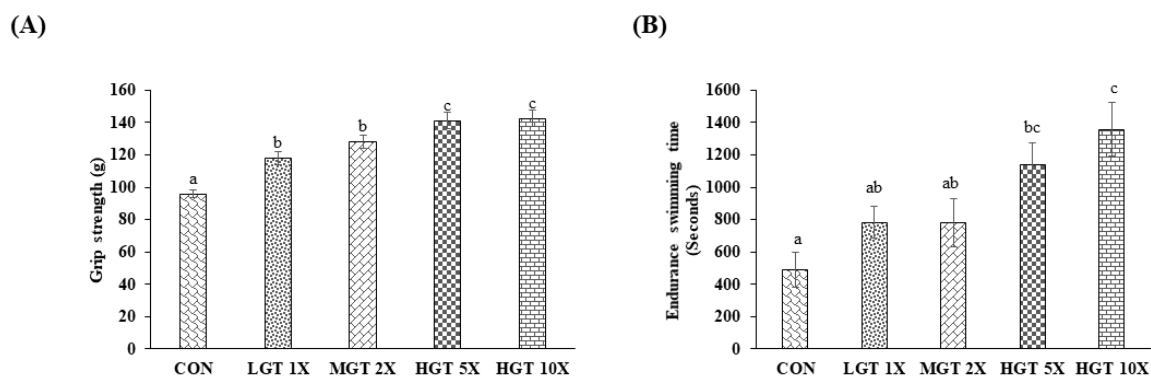 (A)
Grip strength (g)
160
140
120
100
80
60
40
20
0
a
b
b
c
c
CON LGT 1X MGT 2X HGT 5X HGT 10X
(B)
Endurance swimming time
(Seconds)
1600
1400
1200
1000
800
600
400
200
0
a
ab
ab
bc
c
CON LGT 1X MGT 2X HGT 5X HGT 10X